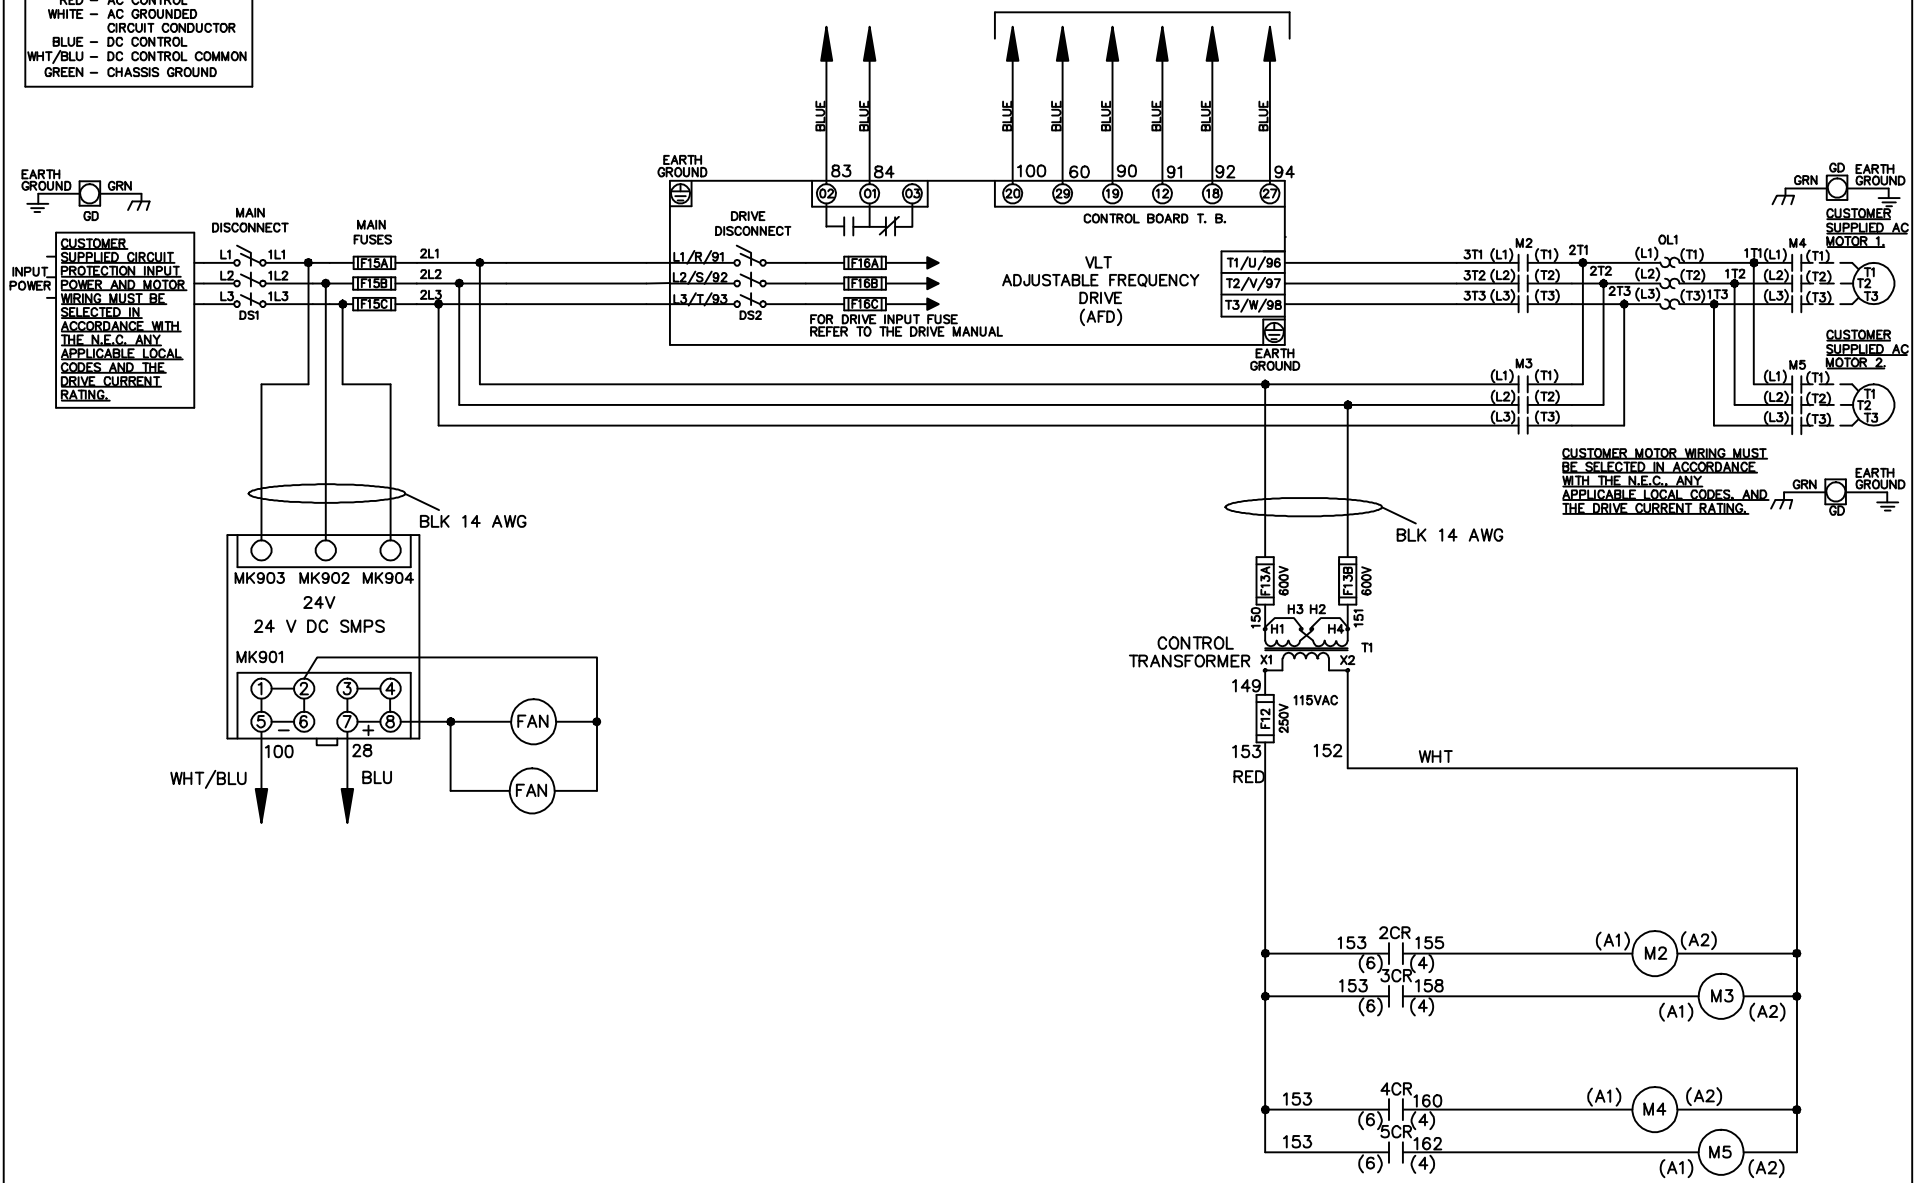 RED – AC CONTROL
WHITE – AC GROUNDED
CIRCUIT CONDUCTOR
BLUE – DC CONTROL
WHT/BLU – DC CONTROL COMMON
GREEN – CHASSIS GROUND
BLUE
BLUE
BLUE
BLUE
BLUE
BLUE
BLUE
BLUE
EARTH
GROUND
GRN
GD
EARTH
GROUND
83
84
02
01
03
100
60
90
91
92
94
20
29
19
12
18
27
CONTROL BOARD T. B.
GD
EARTH
GROUND
GRN
INPUT
POWER
CUSTOMER
SUPPLIED CIRCUIT
PROTECTION INPUT
POWER AND MOTOR
WIRING MUST BE
SELECTED IN
ACCORDANCE WITH
THE N.E.C. ANY
APPLICABLE LOCAL
CODES AND THE
DRIVE CURRENT
RATING.
MAIN
DISCONNECT
L1
1L1
L2
1L2
L3
1L3
DS1
MAIN
FUSES
F15A
F15B
F15C
2L1
2L2
2L3
L1/R/91
L2/S/92
L3/T/93
DRIVE
DISCONNECT
DS2
F16A
F16B
F16C
FOR DRIVE INPUT FUSE
REFER TO THE DRIVE MANUAL
VLT
ADJUSTABLE FREQUENCY
DRIVE
(AFD)
T1/U/96
T2/V/97
T3/W/98
EARTH
GROUND
M2
3T1 (L1) (T1) 2T1
3T2 (L2) (T2) 2T2
3T3 (L3) (T3) 2T3
OL1
(L1) (T1) 1T1
(L2) (T2) 1T2
(L3) (T3) 1T3
M4
(L1) (T1)
(L2) (T2)
(L3) (T3)
T1
T2
T3
CUSTOMER
SUPPLIED AC
MOTOR 1.
M3
(L1) (T1)
(L2) (T2)
(L3) (T3)
M5
(L1) (T1)
(L2) (T2)
(L3) (T3)
T1
T2
T3
CUSTOMER
SUPPLIED AC
MOTOR 2.
CUSTOMER MOTOR WIRING MUST
BE SELECTED IN ACCORDANCE
WITH THE N.E.C., ANY
APPLICABLE LOCAL CODES, AND
THE DRIVE CURRENT RATING.
GRN
GD
EARTH
GROUND
BLK 14 AWG
MK903 MK902 MK904
24V
24 V DC SMPS
MK901
1
2
3
4
5
6
7
8
–
+
100
28
WHT/BLU
BLU
FAN
FAN
BLK 14 AWG
F13A
600V
F13B
600V
150
151
H3 H2
H1
H4
T1
CONTROL
TRANSFORMER
X1
X2
149
115VAC
F12
250V
153
RED
152
WHT
2CR
153
155
(6)
(4)
(A1)
M2
(A2)
3CR
153
158
(6)
(4)
(A1)
M3
(A2)
4CR
153
160
(6)
(4)
(A1)
M4
(A2)
5CR
153
162
(6)
(4)
(A1)
M5
(A2)